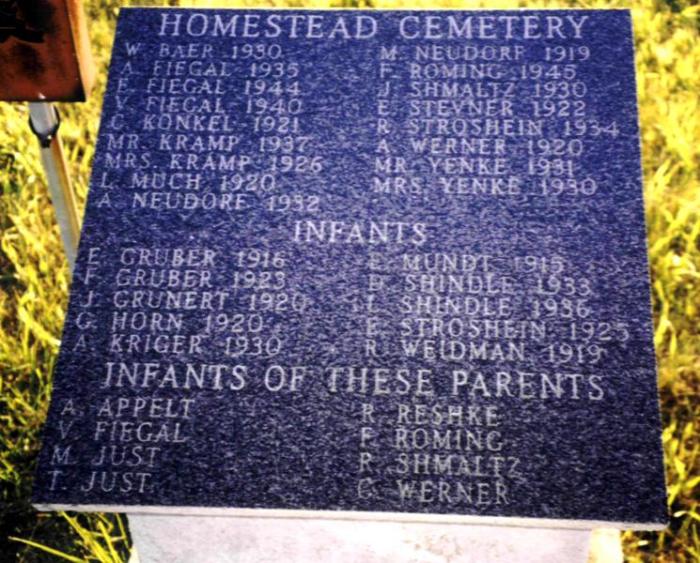 HOMESTEAD CEMETERY
W. BAER 1930
A. FIEGAL 1935
F. FIEGAL 1944
V. FIEGAL 1940
C. KONKEL 1921
MR. KRAMP 1937
MRS. KRAMP 1926
L. MUCH 1920
A. NEUDORF 1932
M. NEUDORF 1919
F. ROMING 1945
J. SHMALTZ 1930
E. STEVNER 1922
R. STROSHEIN 1934
A. WERNER 1920
MR. YENKE 1931
MRS. YENKE 1930
INFANTS
E. GRUBER 1916
F. GRUBER 1923
J. GRUNERT 1920
G. HORN 1920
A. KRIGER 1930
E. MUNDT 1915
D. SHINDLE 1933
L. SHINDLE 1936
E. STROSHEIN 1925
R. WEIDMAN 1919
INFANTS OF THESE PARENTS
A. APPELT
V. FIEGAL
M. JUST
T. JUST
R. RESHKE
F. ROMING
R. SHMALTZ
C. WERNER